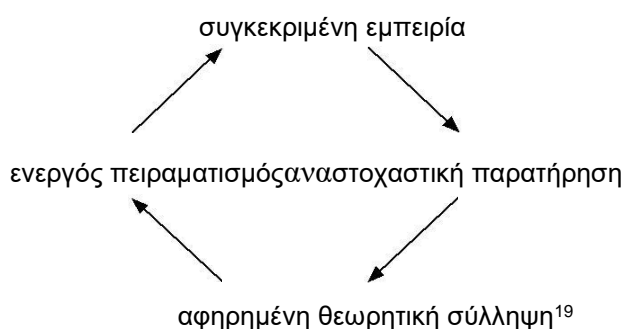 συγκεκριμένη εμπειρία
ενεργός πειραματισμόςαναστοχαστική παρατήρηση
αφηρημένη θεωρητική σύλληψη¹⁹